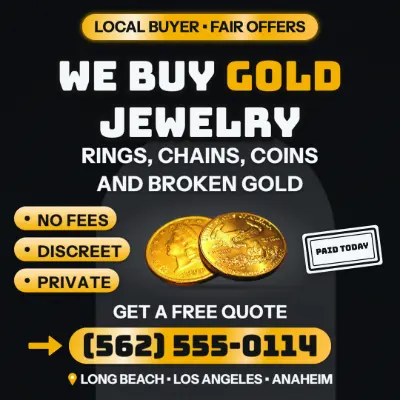 LOCAL BUYER • FAIR OFFERS
WE BUY GOLD
JEWELRY
RINGS, CHAINS, COINS
AND BROKEN GOLD
• NO FEES
• DISCREET
• PRIVATE
PAID TODAY
GET A FREE QUOTE
(562) 555-0114
LONG BEACH • LOS ANGELES • ANAHEIM